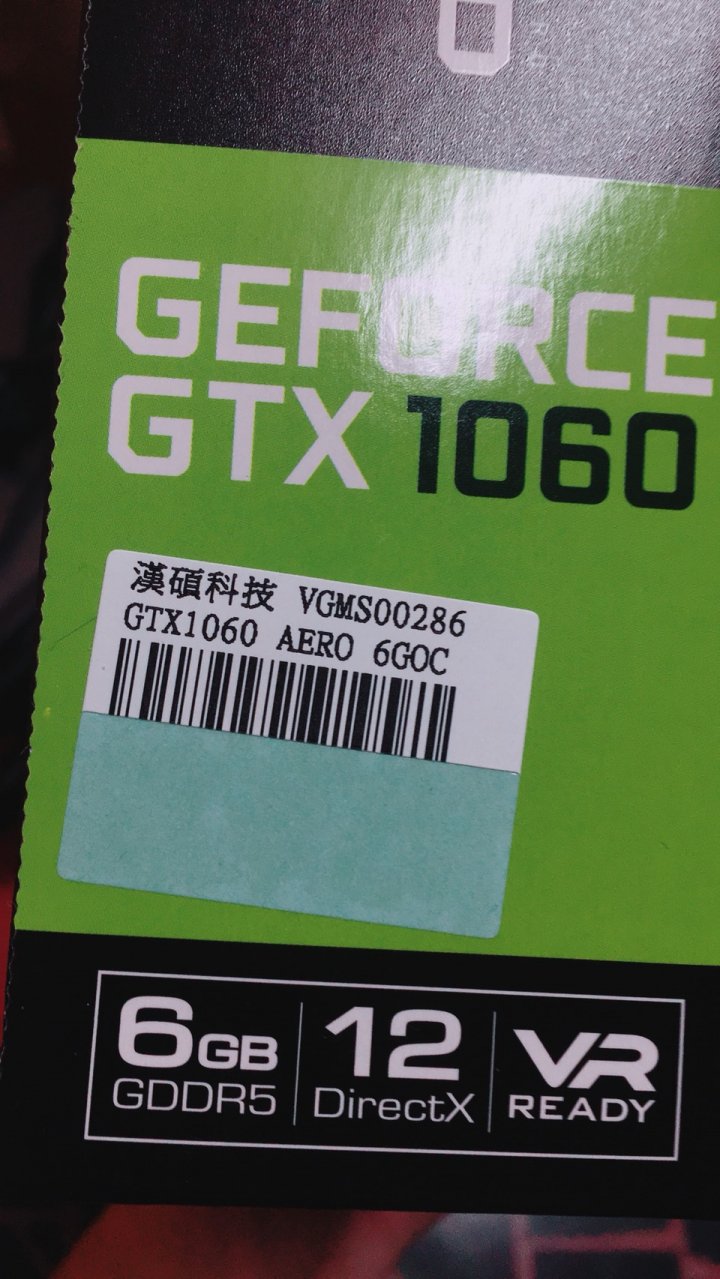 GEFORCE
GTX 1060
漢碩科技 VGMS00286
GTX1060 AERO 6GOC
6GB 12 VR
GDDR5 DirectX READY